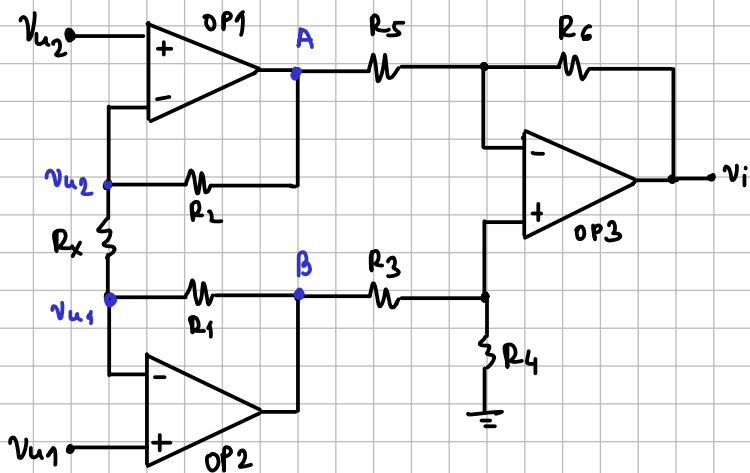 Vu2
OP1
A
R5
R6
+
-
-
vu2
R2
vi
+
OP3
Rx
B
R3
vu1
R1
R4
-
Vu1
+
OP2